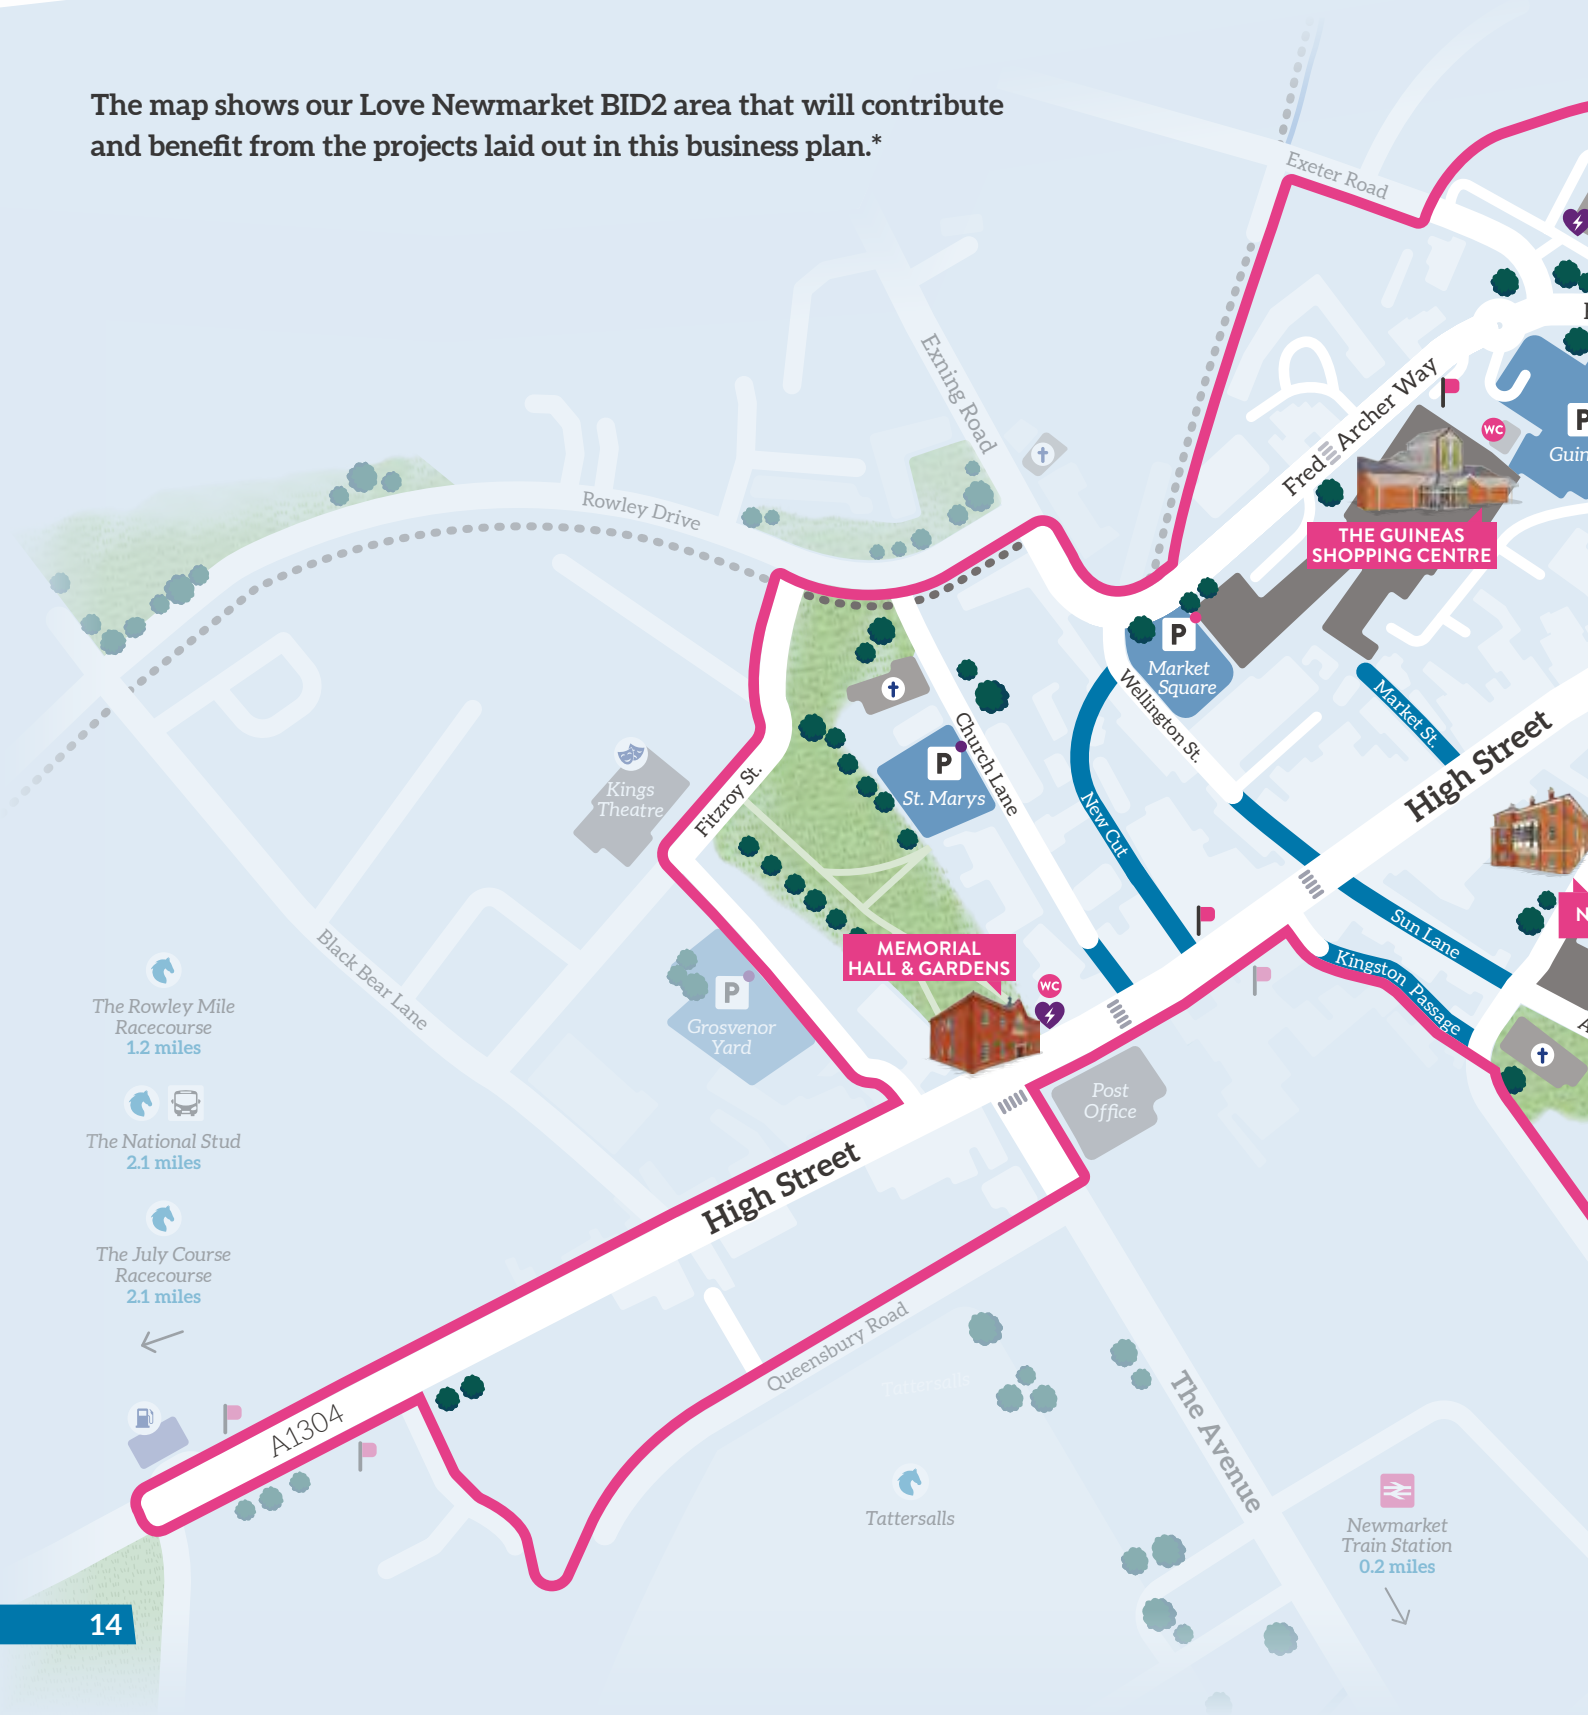 The map shows our Love Newmarket BID2 area that will contribute
and benefit from the projects laid out in this business plan.*
Exeter Road
Exning Road
Rowley Drive
Fred Archer Way
WC
P
Guin
THE GUINEAS
SHOPPING CENTRE
P
Market
Square
Wellington St.
Market St.
High Street
Church Lane
P
St. Marys
New Cut
Kings
Theatre
Fitzroy St.
Sun Lane
Kingston Passage
N
A
Black Bear Lane
MEMORIAL
HALL & GARDENS
WC
P
Grosvenor
Yard
Post
Office
The Rowley Mile
Racecourse
1.2 miles
The National Stud
2.1 miles
The July Course
Racecourse
2.1 miles
High Street
Queensbury Road
Tattersalls
A1304
The Avenue
Tattersalls
Newmarket
Train Station
0.2 miles
14